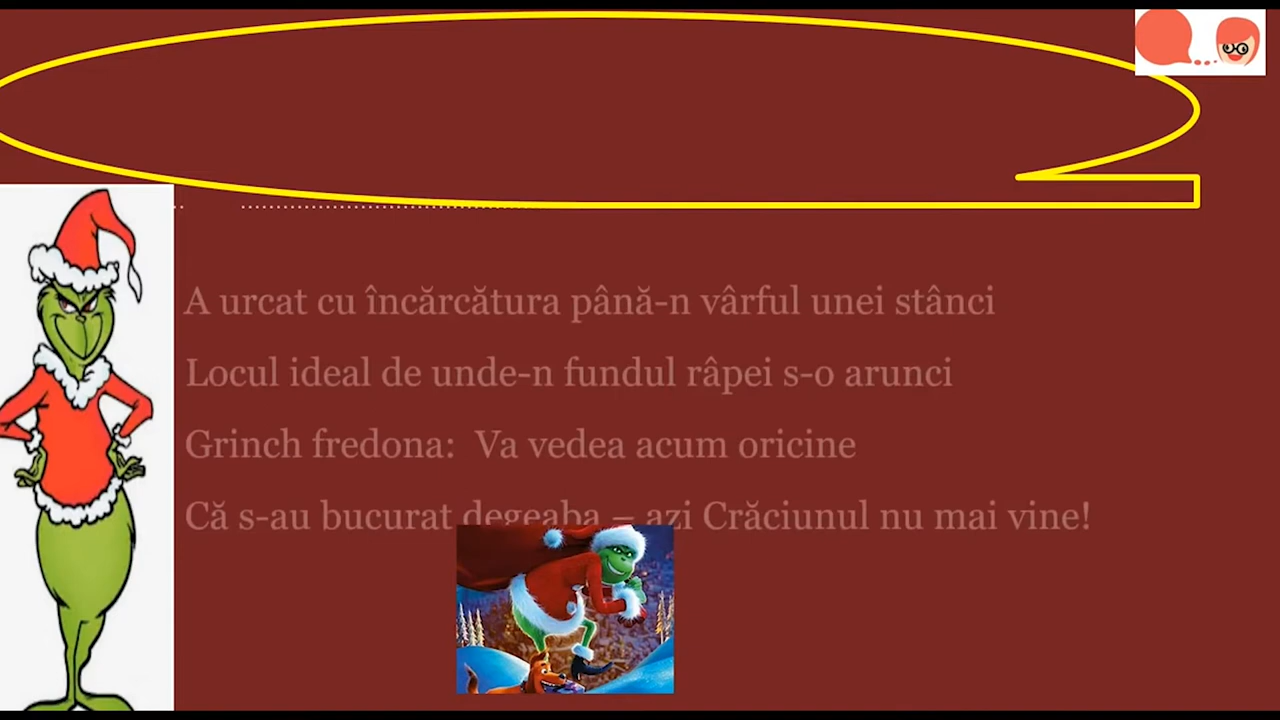 A urcat cu încărcătura până-n vârful unei stânci
Locul ideal de unde-n fundul râpei s-o arunci
Grinch fredona: Va vedea acum oricine
Că s-au bucurat degeaba – azi Crăciunul nu mai vine!